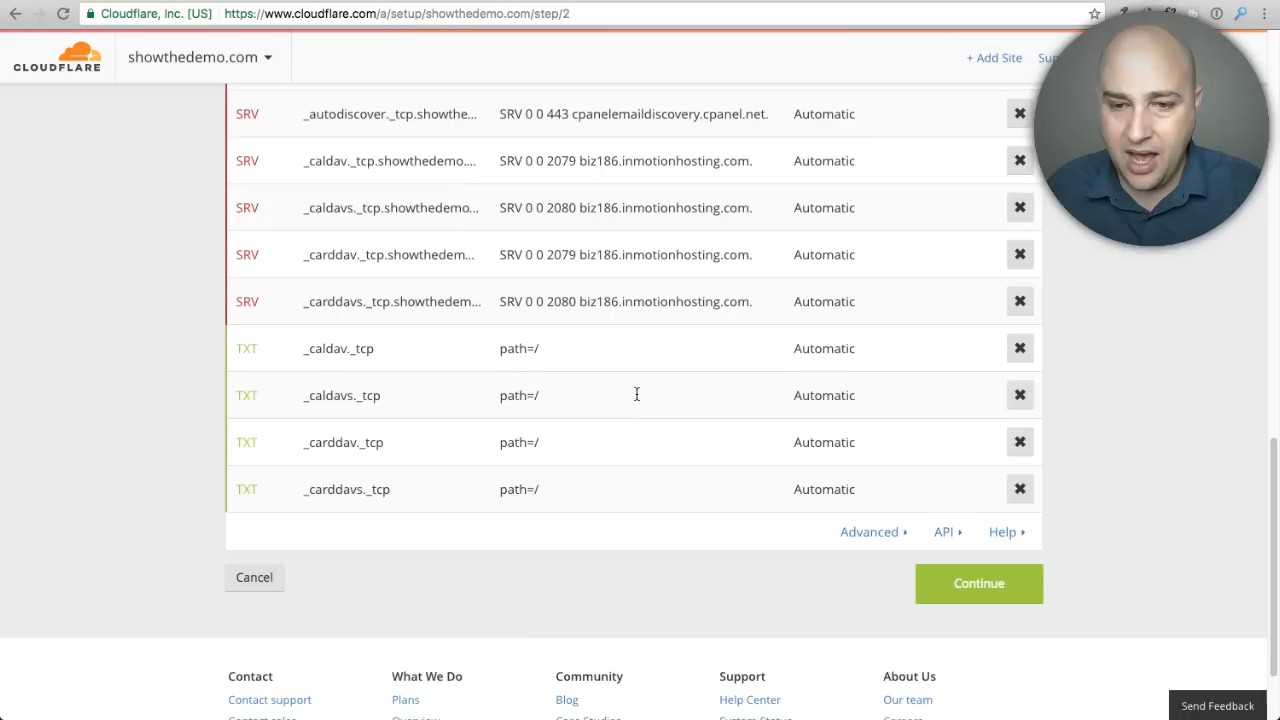 Cloudflare, Inc. [US] https://www.cloudflare.com/a/setup/showthedemo.com/step/2
CLOUDFLARE
showthedemo.com
+ Add Site
SRV _autodiscover._tcp.showthe... SRV 0 0 443 cpanelemaildiscovery.cpanel.net. Automatic
SRV _caldav._tcp.showthedemo.... SRV 0 0 2079 biz186.inmotionhosting.com. Automatic
SRV _caldavs._tcp.showthedemo... SRV 0 0 2080 biz186.inmotionhosting.com. Automatic
SRV _carddav._tcp.showthedem... SRV 0 0 2079 biz186.inmotionhosting.com. Automatic
SRV _carddavs._tcp.showthedem... SRV 0 0 2080 biz186.inmotionhosting.com. Automatic
TXT _caldav._tcp path=/ Automatic
TXT _caldavs._tcp path=/ Automatic
TXT _carddav._tcp path=/ Automatic
TXT _carddavs._tcp path=/ Automatic
Advanced API Help
Cancel
Continue
Contact What We Do Community Support About Us
Contact support Plans Blog Help Center Our team
Send Feedback